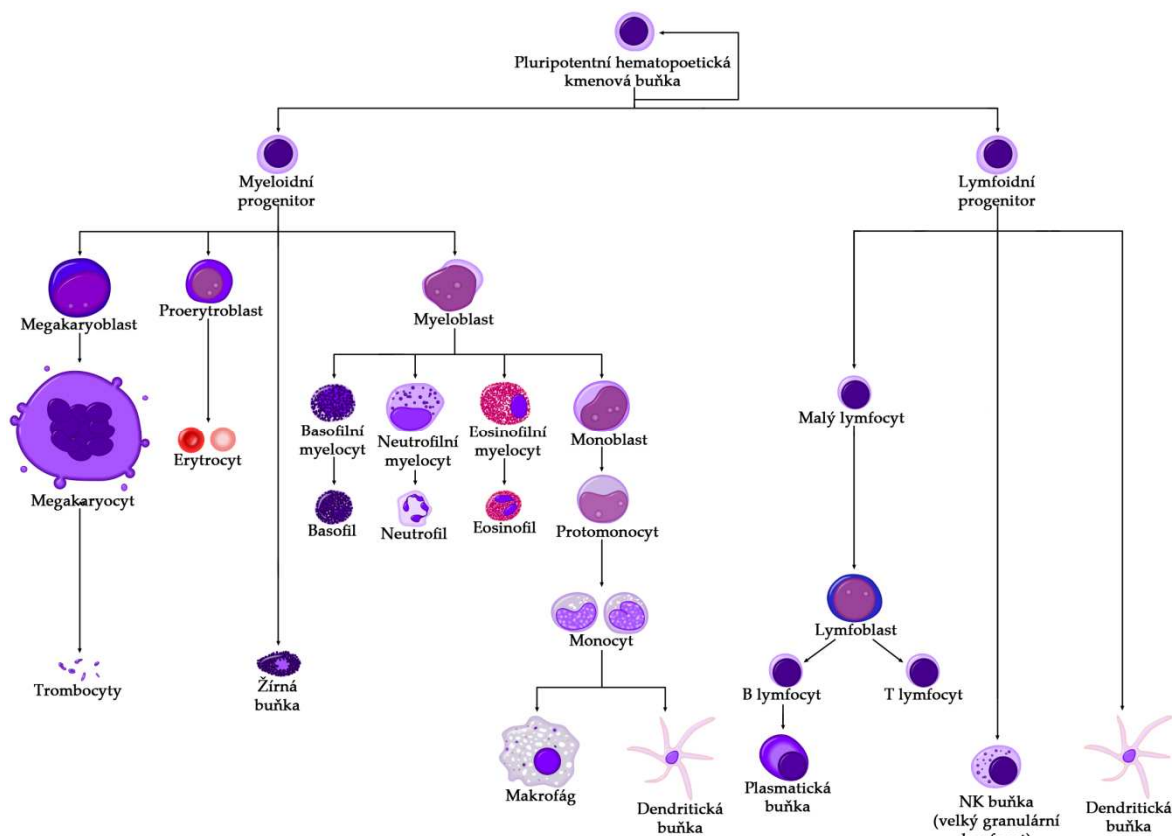 Pluripotentní hematopoetická
kmenová buňka
Myeloidní
progenitor
Lymfoidní
progenitor
Megakaryoblast
Proerytroblast
Myeloblast
Malý lymfocyt
Basofilní
myelocyt
Neutrofilní
myelocyt
Eosinofilní
myelocyt
Monoblast
Erytrocyt
Megakaryocyt
Basofil
Neutrofil
Eosinofil
Protomonocyt
Lymfoblast
Monocyt
Trombocyty
Žírná
buňka
B lymfocyt
T lymfocyt
Makrofág
Dendritická
buňka
Plasmatická
buňka
NK buňka
(velký granulární
Dendritická
buňka